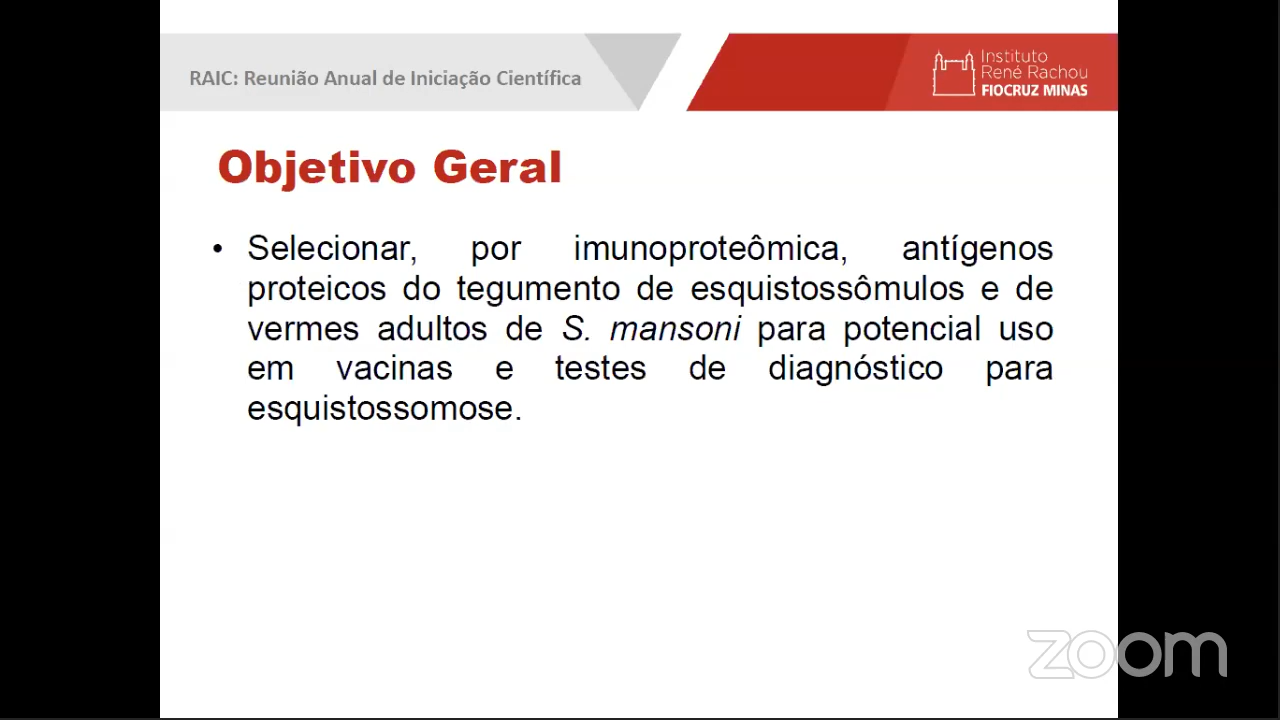 RAIC: Reunião Anual de Iniciação Científica
Instituto
René Rachou
FIOCRUZ MINAS
Objetivo Geral
• Selecionar, por imunoproteômica, antígenos
proteicos do tegumento de esquistossômulos e de
vermes adultos de S. mansoni para potencial uso
em vacinas e testes de diagnóstico para
esquistossomose.
zoom